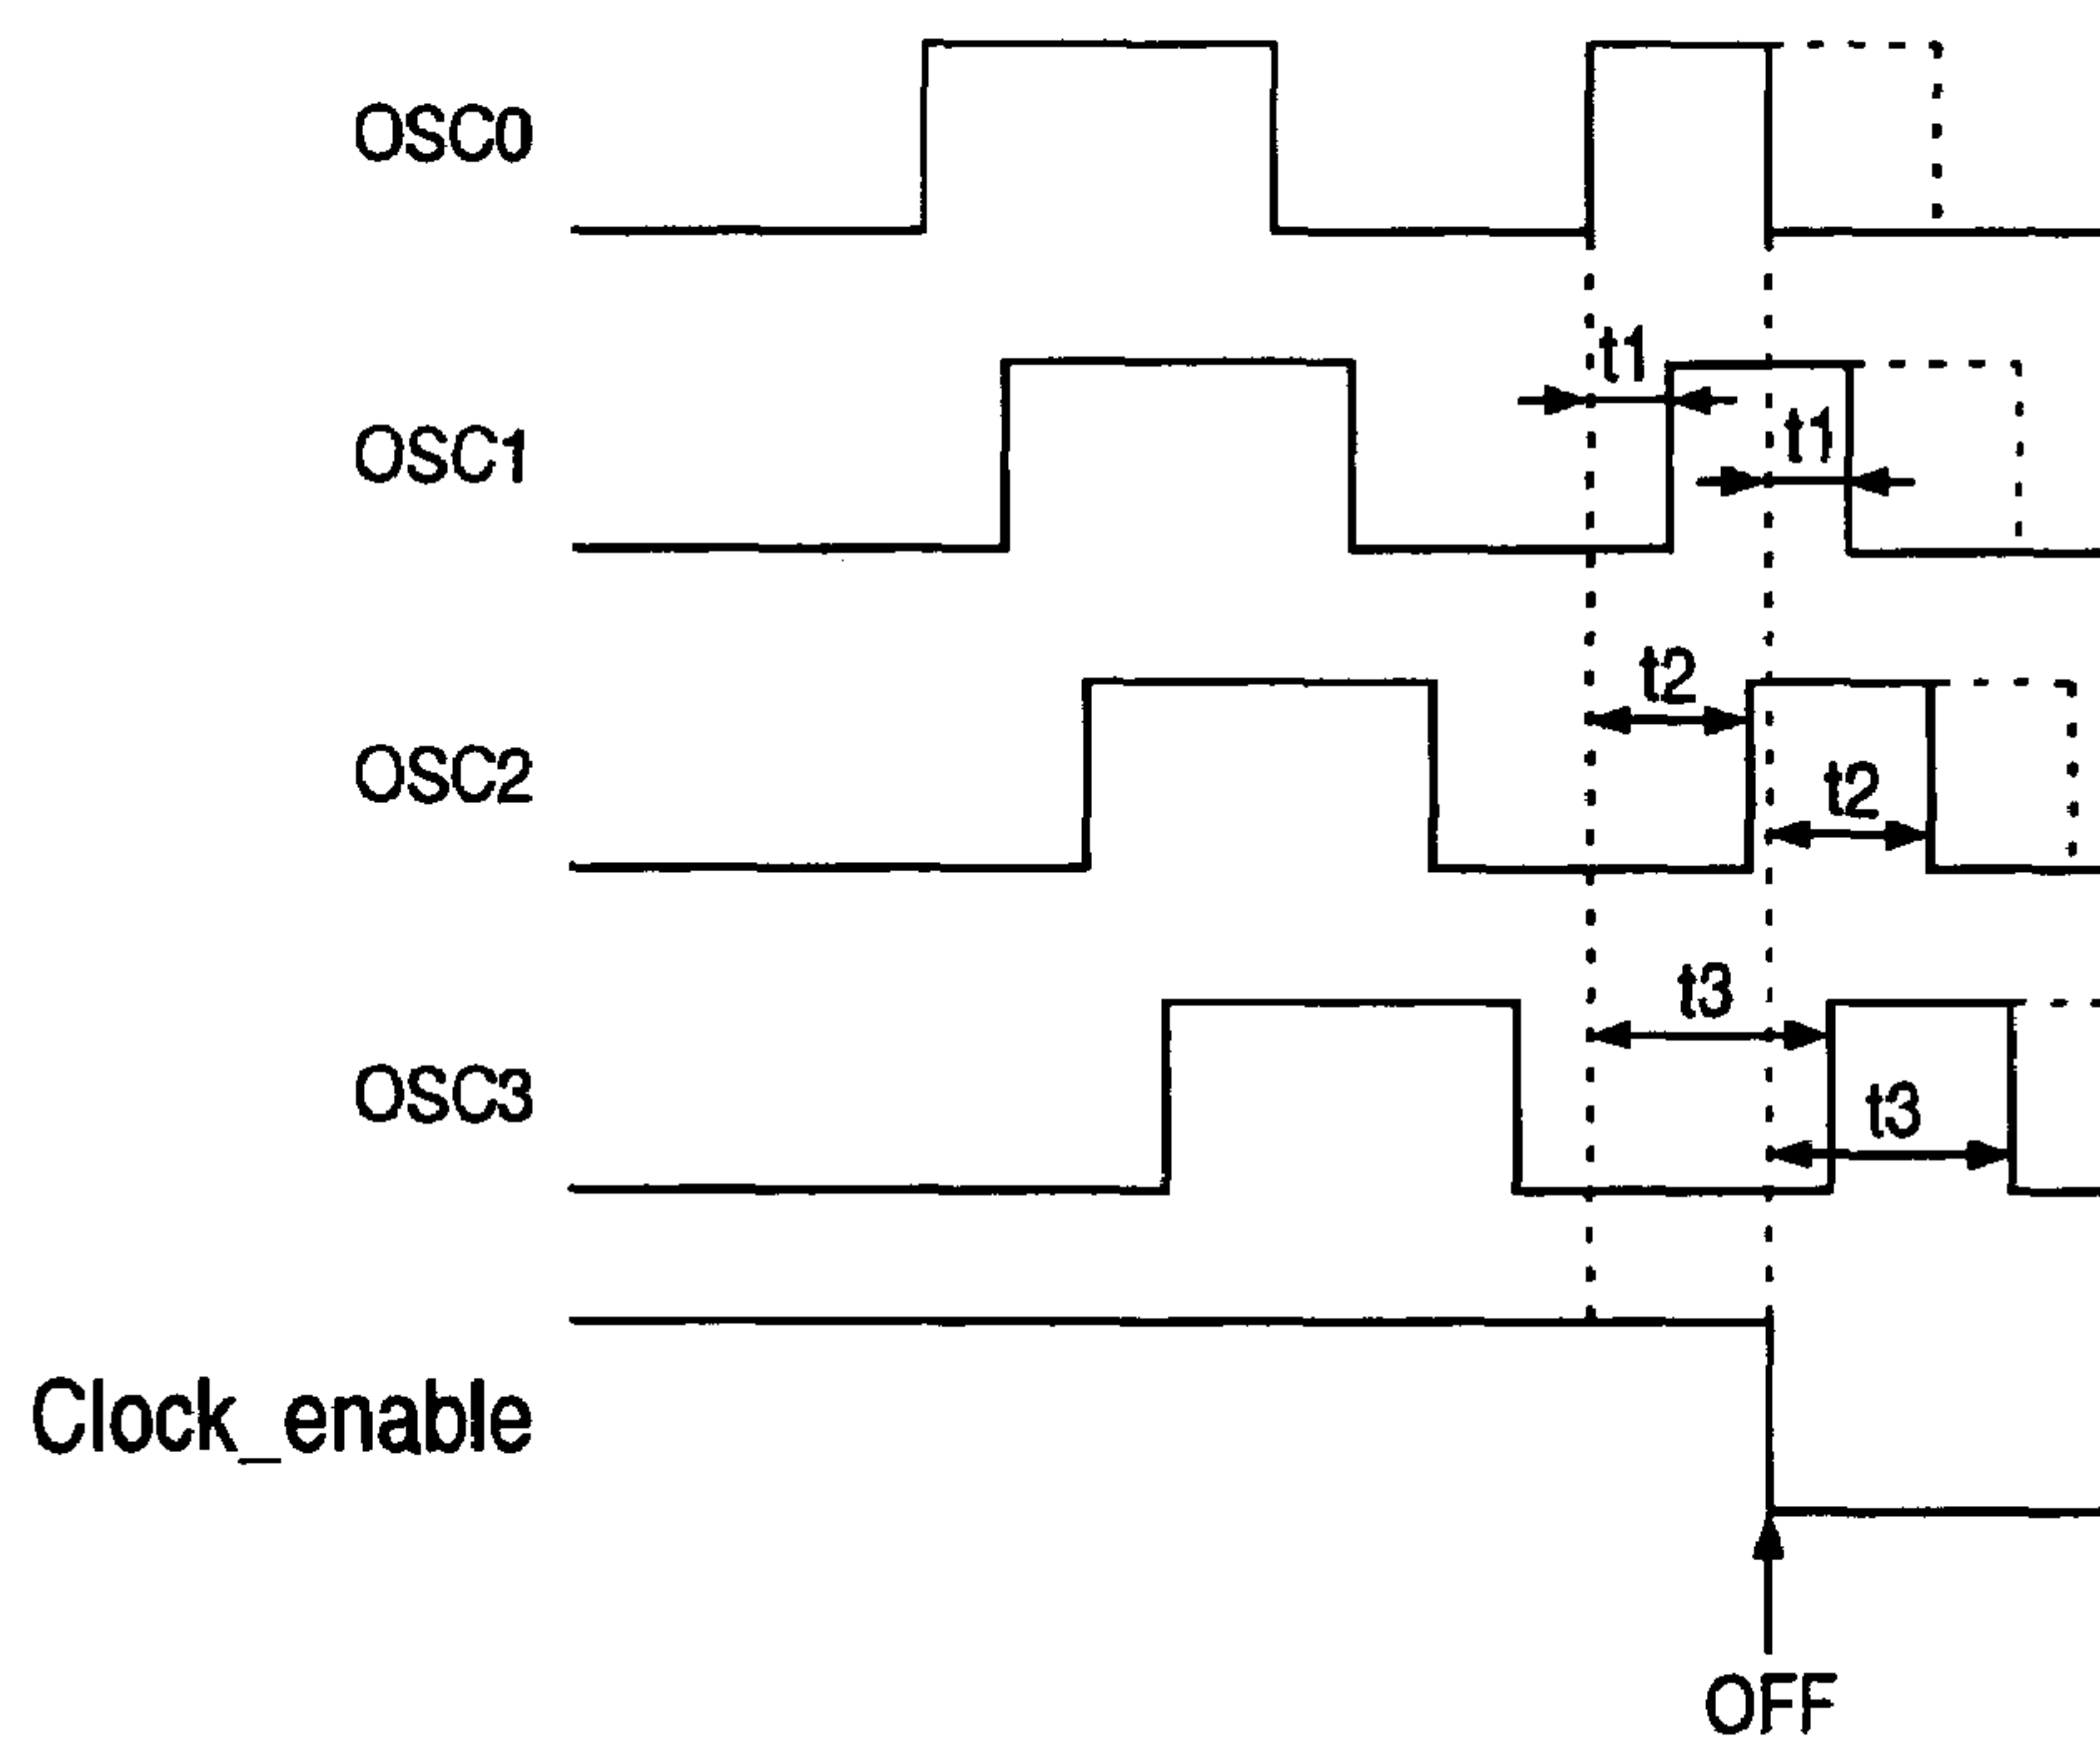 OSC0
t1
OSC1
t1
t2
OSC2
t2
t3
OSC3
t3
Clock_enable
OFF